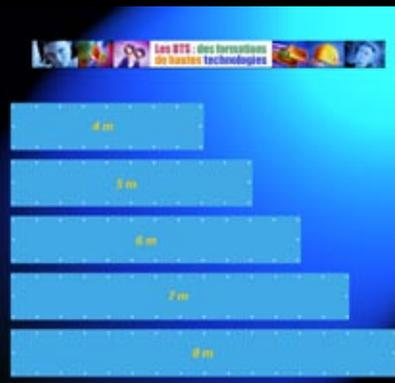 Les BTS : des formations
de hautes technologies
4 m
5 m
6 m
7 m
8 m